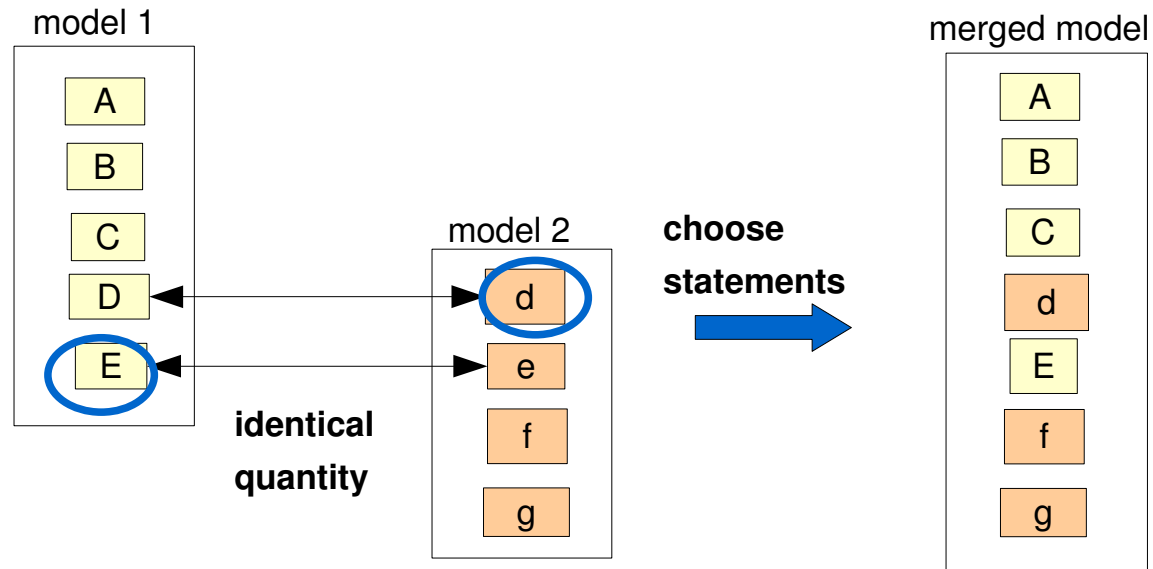 model 1
A
B
C
D
E
identical
quantity
model 2
d
e
f
g
choose
statements
merged model
A
B
C
d
E
f
g